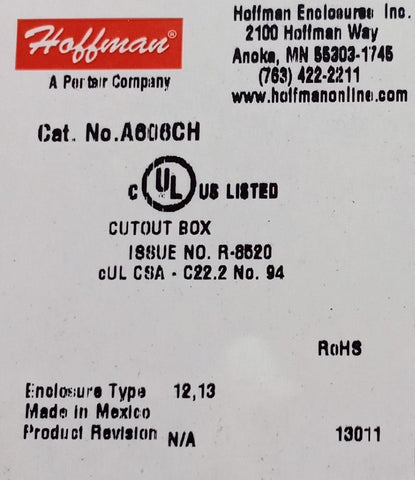 Hoffman®
A Pentair Company
Hoffman Enclosures Inc.
2100 Hoffman Way
Anoka, MN 55303-1745
(763) 422-2211
www.hoffmanonline.com
Cat. No.A606CH
C UL US LISTED
CUTOUT BOX
ISSUE NO. R-8520
cUL CSA - C22.2 No. 94
RoHS
Enclosure Type 12,13
Made in Mexico
Product Revision N/A
13011